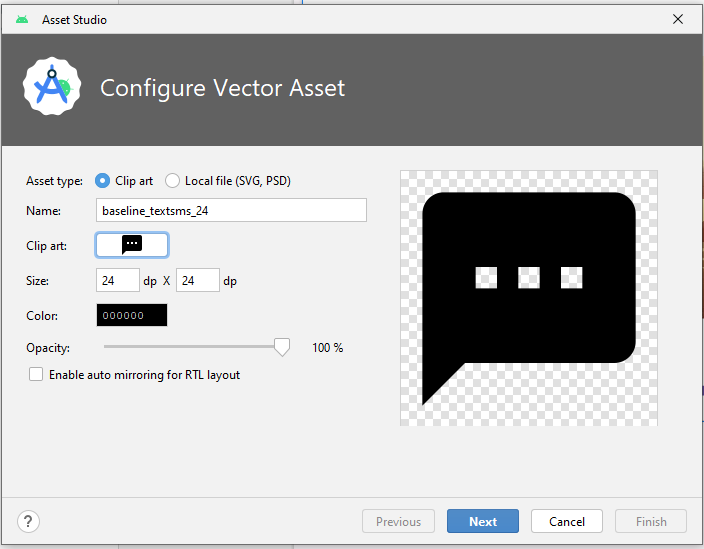 Asset Studio
Configure Vector Asset
Asset type: Clip art Local file (SVG, PSD)
Name: baseline_textsms_24
Clip art:
Size: 24 dp X 24 dp
Color: 000000
Opacity: 100 %
Enable auto mirroring for RTL layout
? Previous Next Cancel Finish